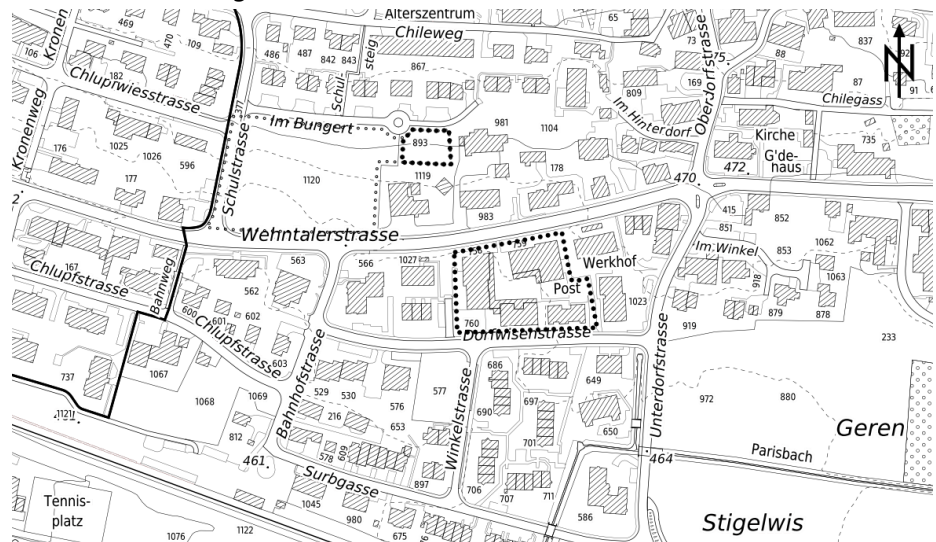 Alterszentrum
Chileweg
65
73
75
88
837
92
91
N
Kronen
469
470
109
106
182
Chlupfwiesstrasse
486
487
842
843
Schul-
steig
867
809
169
87
Chilegass
Oberdorfstrasse
Im Hinterdorf
Kronenweg
176
1025
1026
596
177
Schulstrasse
Im Bungert
893
981
1104
1120
1119
178
983
Kirche
G'de-
haus
735
472
470
415
851
852
Wehntalerstrasse
563
566
1027
759
Werkhof
Post
1023
Im Winkel
853
1062
1063
918
879
878
919
233
167
Chlupfstrasse
Bahnweg
562
600
601
602
603
Chlupfstrasse
760
Dorfwisenstrasse
737
1067
1068
1069
812
461
Bahnhofstrasse
529
530
216
576
577
653
578
609
897
Surbgasse
Winkelstrasse
686
690
697
701
706
707
711
649
650
586
Unterdorfstrasse
464
972
880
Geren
Parisbach
Stigelwis
Tennis-
platz
1076
1122
1045
980
675